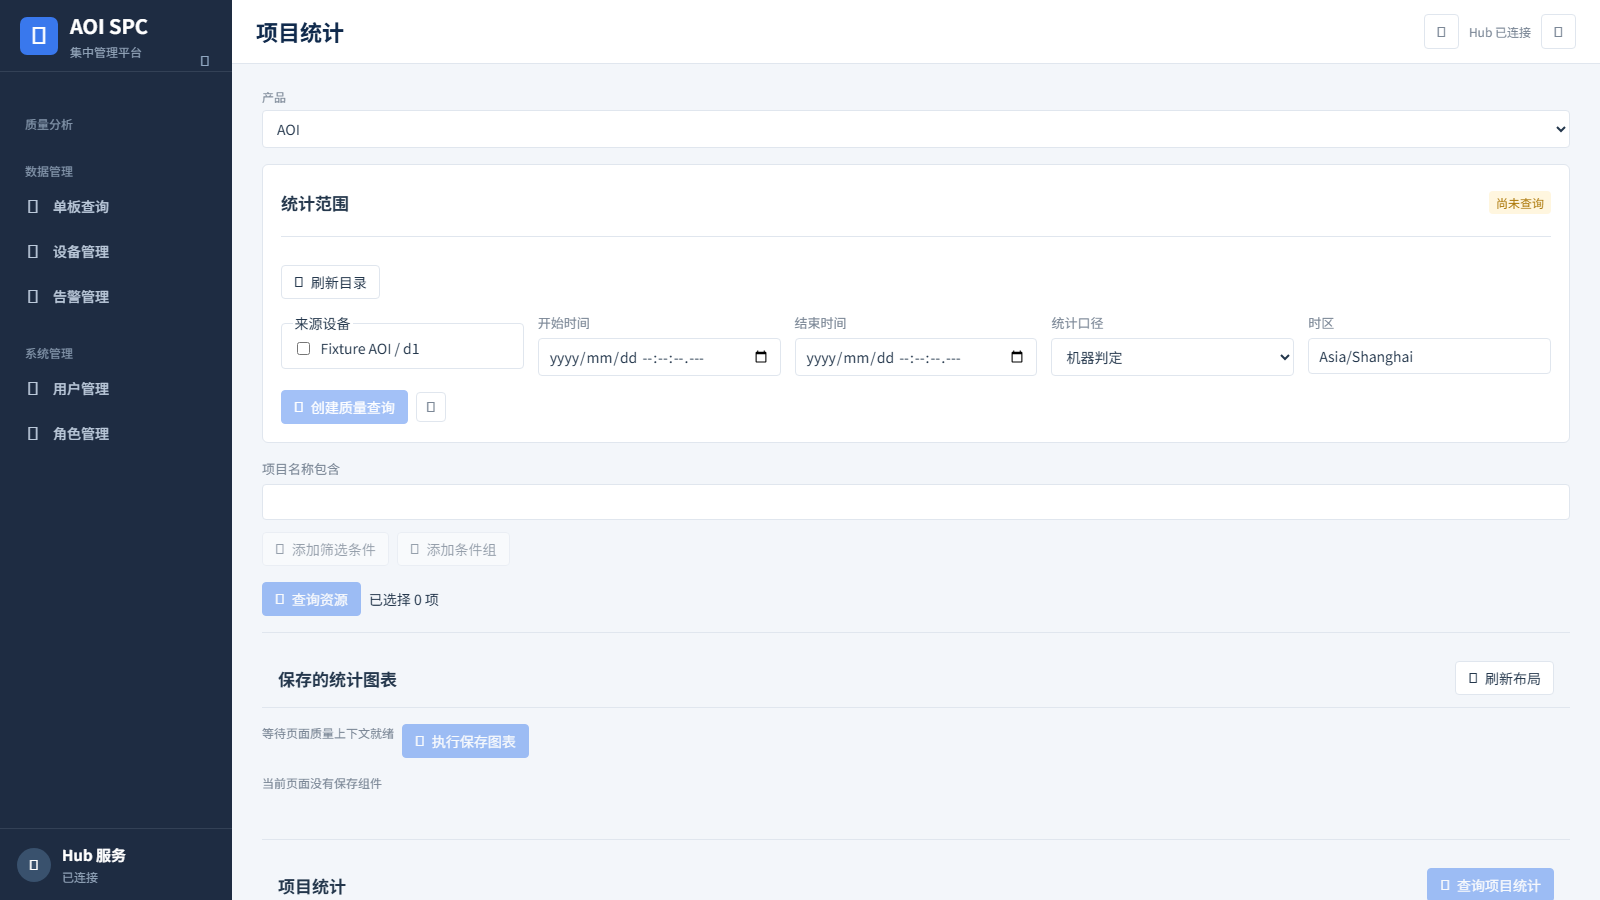 AOI SPC
集中管理平台
质量分析
数据管理
单板查询
设备管理
告警管理
系统管理
用户管理
角色管理
Hub 服务
已连接
项目统计
Hub 已连接
产品
AOI
统计范围
尚未查询
刷新目录
来源设备
Fixture AOI / d1
开始时间
yyyy/mm/dd --:--:--.---
结束时间
yyyy/mm/dd --:--:--.---
统计口径
机器判定
时区
Asia/Shanghai
创建质量查询
项目名称包含
添加筛选条件
添加条件组
查询资源
已选择 0 项
保存的统计图表
刷新布局
等待页面质量上下文就绪
执行保存图表
当前页面没有保存组件
项目统计
查询项目统计